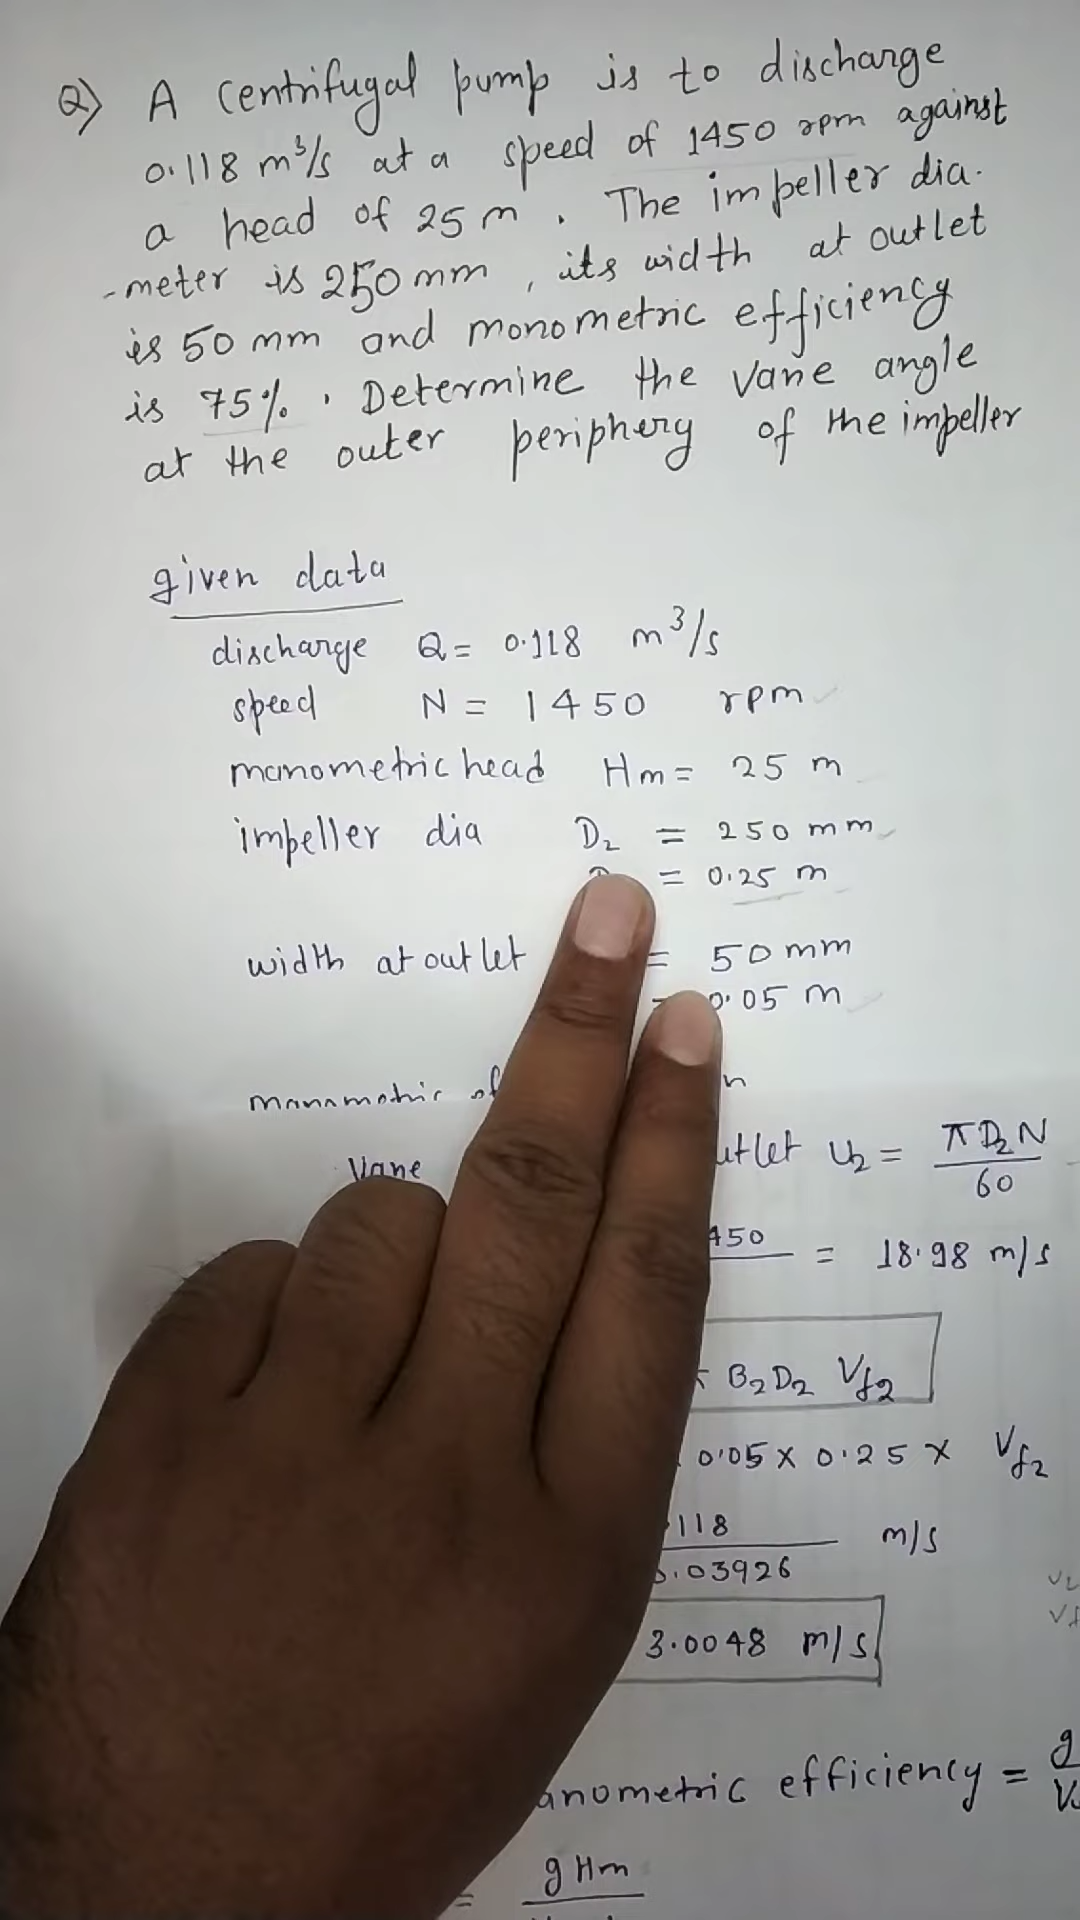 Q) A centrifugal pump is to discharge
0.118 m³/s at a speed of 1450 rpm against
a head of 25 m . The impeller dia.
-meter is 250 mm , its width at outlet
is 50 mm and monometric efficiency
is 75% . Determine the vane angle
at the outer periphery of the impeller
given data
discharge Q = 0.118 m³/s
speed N = 1450 rpm
manometric head Hm = 25 m
impeller dia D₂ = 250 mm
= 0.25 m
width at outlet = 50 mm
0.05 m
Vane utlet U₂ = πD₂N / 60
450 = 18.98 m/s
B₂D₂ Vf₂
0.05 x 0.25 x Vf₂
118 / .03926 m/s
3.0048 m/s
anometric efficiency = g
= gHm